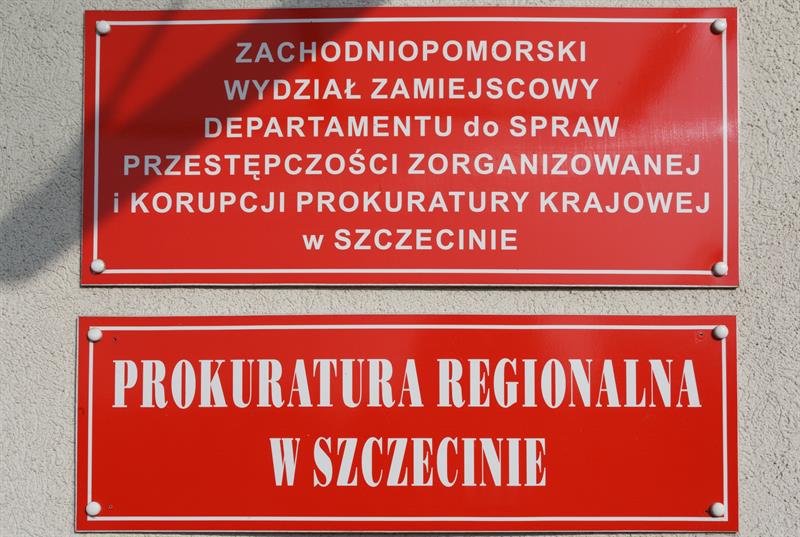 ZACHODNIOPOMORSKI
WYDZIAŁ ZAMIEJSCOWY
DEPARTAMENTU do SPRAW
PRZESTĘPCZOŚCI ZORGANIZOWANEJ
i KORUPCJI PROKURATURY KRAJOWEJ
w SZCZECINIE
PROKURATURA REGIONALNA
W SZCZECINIE